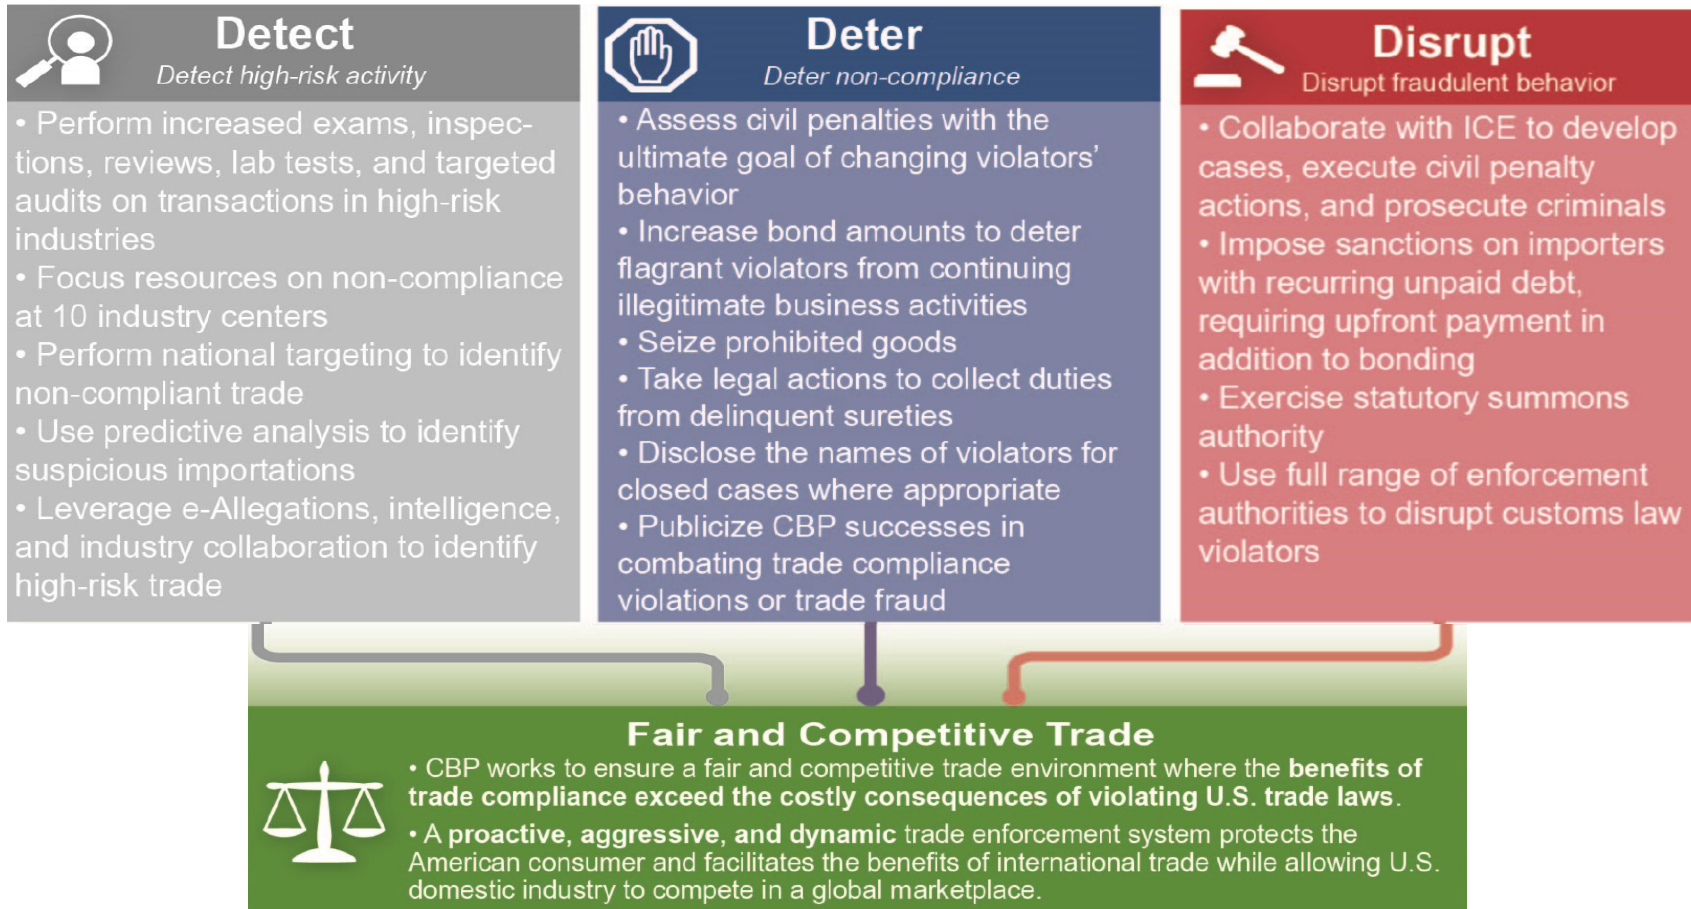 Detect
Detect high-risk activity
• Perform increased exams, inspec-
tions, reviews, lab tests, and targeted
audits on transactions in high-risk
industries
• Focus resources on non-compliance
at 10 industry centers
• Perform national targeting to identify
non-compliant trade
• Use predictive analysis to identify
suspicious importations
• Leverage e-Allegations, intelligence,
and industry collaboration to identify
high-risk trade
Deter
Deter non-compliance
• Assess civil penalties with the
ultimate goal of changing violators’
behavior
• Increase bond amounts to deter
flagrant violators from continuing
illegitimate business activities
• Seize prohibited goods
• Take legal actions to collect duties
from delinquent sureties
• Disclose the names of violators for
closed cases where appropriate
• Publicize CBP successes in
combating trade compliance
violations or trade fraud
Disrupt
Disrupt fraudulent behavior
• Collaborate with ICE to develop
cases, execute civil penalty
actions, and prosecute criminals
• Impose sanctions on importers
with recurring unpaid debt,
requiring upfront payment in
addition to bonding
• Exercise statutory summons
authority
• Use full range of enforcement
authorities to disrupt customs law
violators
Fair and Competitive Trade
• CBP works to ensure a fair and competitive trade environment where the benefits of
trade compliance exceed the costly consequences of violating U.S. trade laws.
• A proactive, aggressive, and dynamic trade enforcement system protects the
American consumer and facilitates the benefits of international trade while allowing U.S.
domestic industry to compete in a global marketplace.